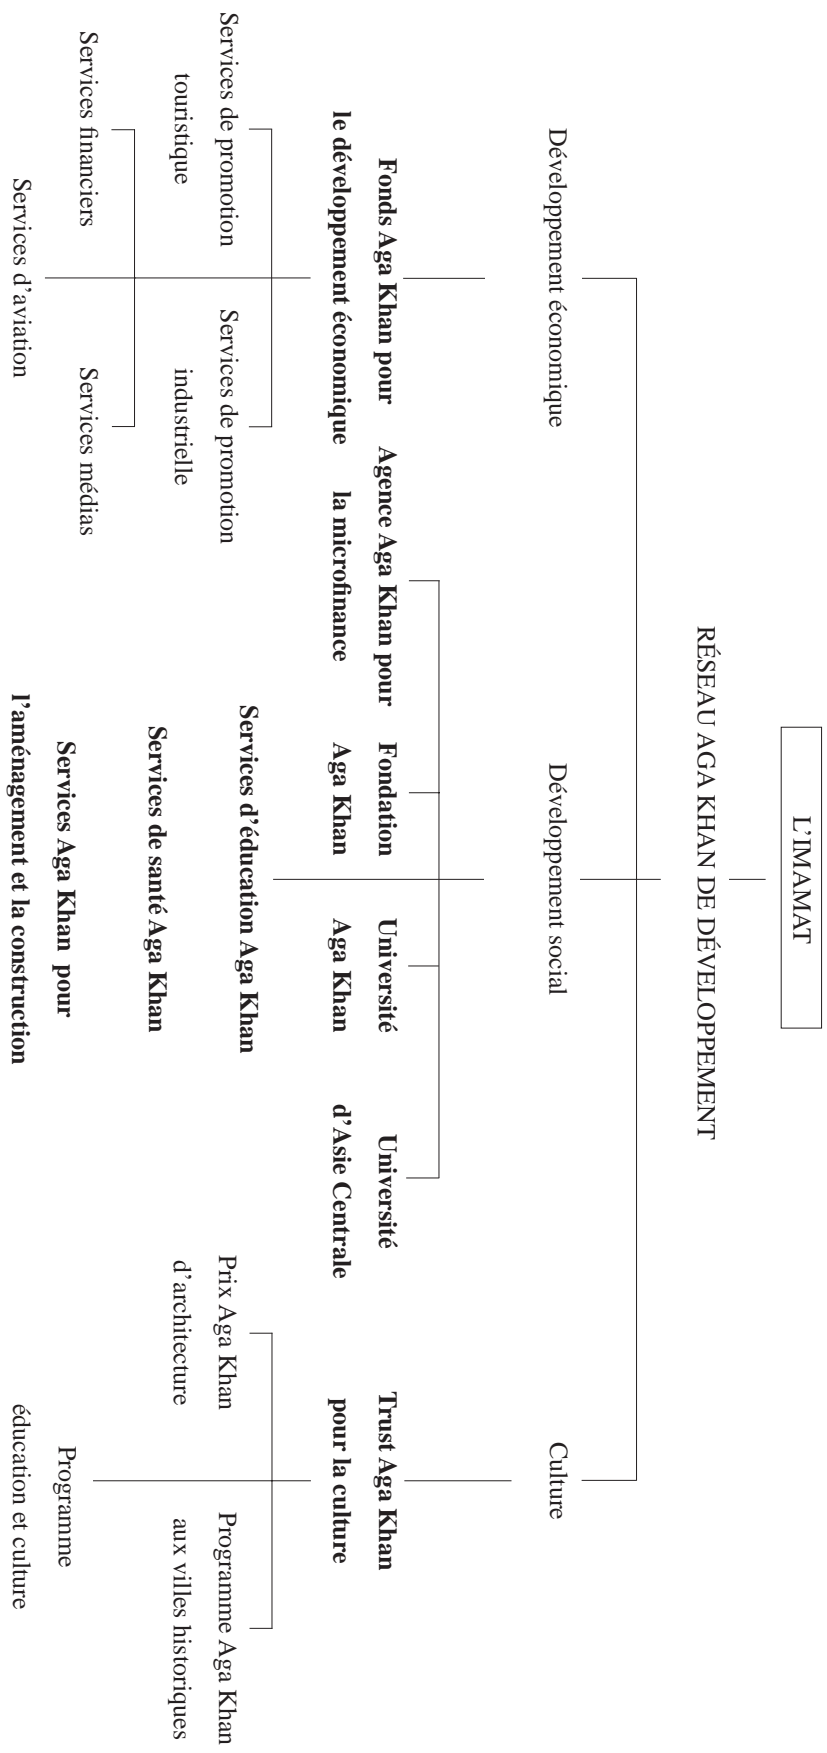 L'IMAMAT
RÉSEAU AGA KHAN DE DÉVELOPPEMENT
Développement économique
Développement social
Culture
Fonds Aga Khan pour
le développement économique
Agence Aga Khan pour
la microfinance
Fondation
Aga Khan
Université
Aga Khan
Université
d'Asie Centrale
Trust Aga Khan
pour la culture
Services de promotion
touristique
Services de promotion
industrielle
Services financiers
Services médias
Services d'aviation
Services d'éducation Aga Khan
Services de santé Aga Khan
Services Aga Khan pour
l'aménagement et la construction
Prix Aga Khan
d'architecture
Programme Aga Khan
aux villes historiques
Programme
éducation et culture